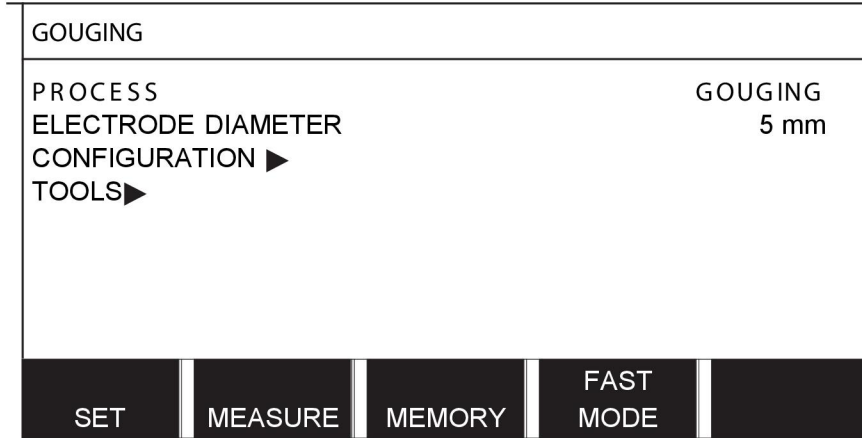 GOUGING
PROCESS GOUGING
ELECTRODE DIAMETER 5 mm
CONFIGURATION ▶
TOOLS▶
SET MEASURE MEMORY FAST MODE